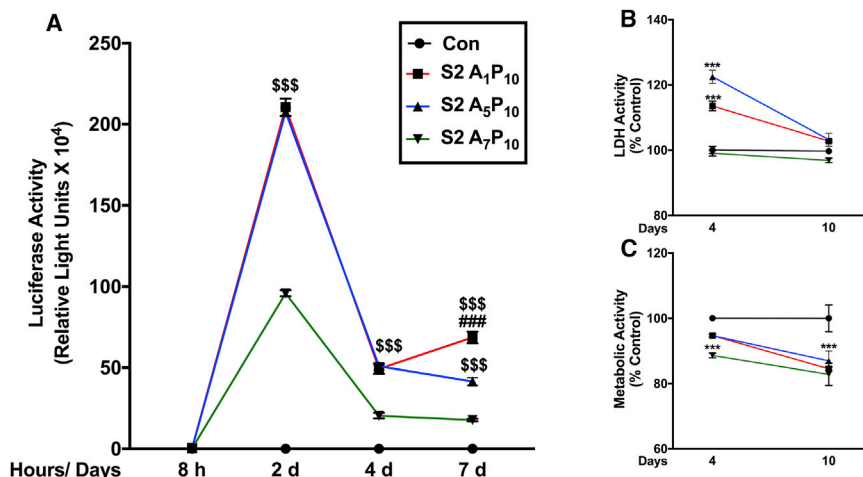 A
Luciferase Activity
(Relative Light Units X 10⁴)
250
200
150
100
50
0
Hours/ Days
8 h
2 d
4 d
7 d
$$$
$$$
$$$
###
$$$
Con
S2 A₁P₁₀
S2 A₅P₁₀
S2 A₇P₁₀
B
LDH Activity
(% Control)
140
120
100
80
***
***
Days
4
10
C
Metabolic Activity
(% Control)
120
100
80
60
***
***
Days
4
10